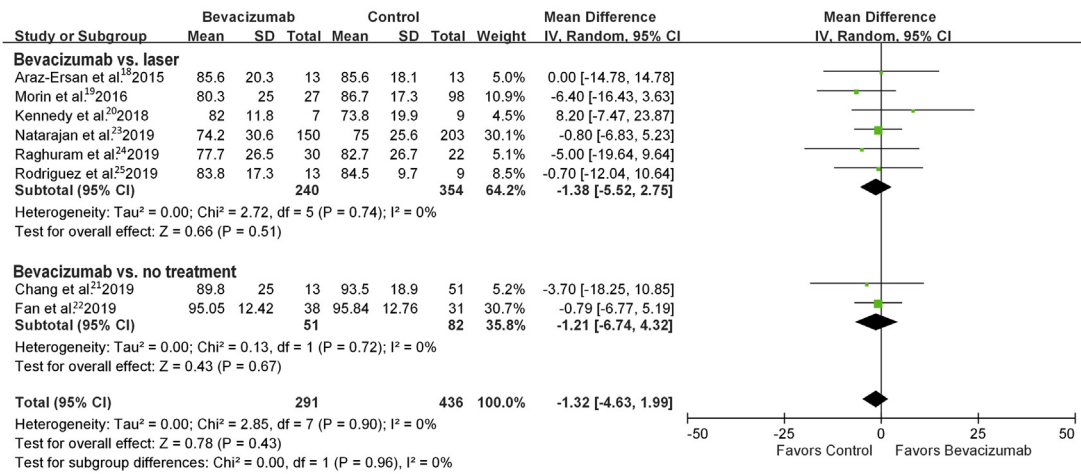 Bevacizumab Control Mean Difference Mean Difference
Study or Subgroup Mean SD Total Mean SD Total Weight IV, Random, 95% CI IV, Random, 95% CI
Bevacizumab vs. laser
Araz-Ersan et al.¹⁸2015 85.6 20.3 13 85.6 18.1 13 5.0% 0.00 [-14.78, 14.78]
Morin et al.¹⁹2016 80.3 25 27 86.7 17.3 98 10.9% -6.40 [-16.43, 3.63]
Kennedy et al.²⁰2018 82 11.8 7 73.8 19.9 9 4.5% 8.20 [-7.47, 23.87]
Natarajan et al.²³2019 74.2 30.6 150 75 25.6 203 30.1% -0.80 [-6.83, 5.23]
Raghuram et al.²⁴2019 77.7 26.5 30 82.7 26.7 22 5.1% -5.00 [-19.64, 9.64]
Rodriguez et al.²⁵2019 83.8 17.3 13 84.5 9.7 9 8.5% -0.70 [-12.04, 10.64]
Subtotal (95% CI) 240 354 64.2% -1.38 [-5.52, 2.75]
Heterogeneity: Tau² = 0.00; Chi² = 2.72, df = 5 (P = 0.74); I² = 0%
Test for overall effect: Z = 0.66 (P = 0.51)
Bevacizumab vs. no treatment
Chang et al.²¹2019 89.8 25 13 93.5 18.9 51 5.2% -3.70 [-18.25, 10.85]
Fan et al.²²2019 95.05 12.42 38 95.84 12.76 31 30.7% -0.79 [-6.77, 5.19]
Subtotal (95% CI) 51 82 35.8% -1.21 [-6.74, 4.32]
Heterogeneity: Tau² = 0.00; Chi² = 0.13, df = 1 (P = 0.72); I² = 0%
Test for overall effect: Z = 0.43 (P = 0.67)
Total (95% CI) 291 436 100.0% -1.32 [-4.63, 1.99]
Heterogeneity: Tau² = 0.00; Chi² = 2.85, df = 7 (P = 0.90); I² = 0%
Test for overall effect: Z = 0.78 (P = 0.43)
Test for subgroup differences: Chi² = 0.00, df = 1 (P = 0.96), I² = 0%
-50 -25 0 25 50
Favors Control Favors Bevacizumab